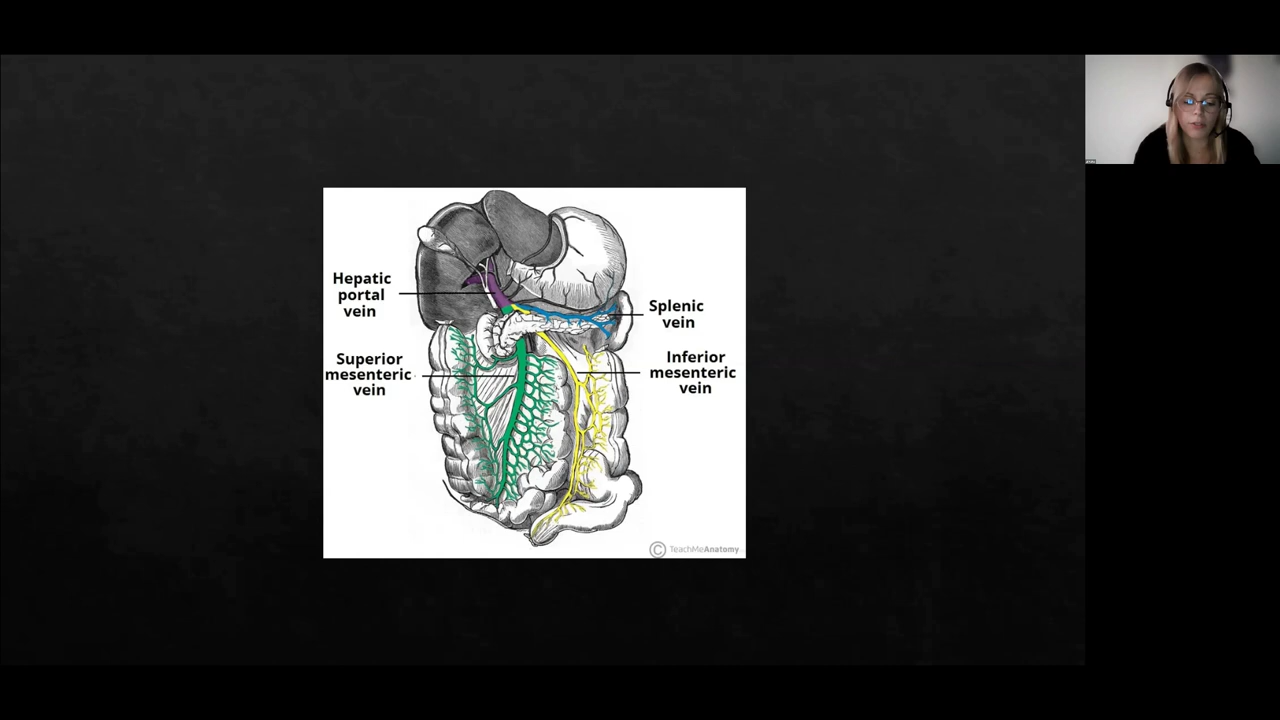 Hepatic
portal
vein
Splenic
vein
Superior
mesenteric
vein
Inferior
mesenteric
vein
© TeachMeAnatomy